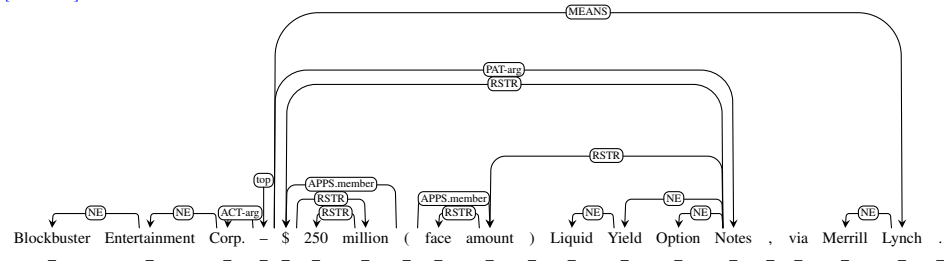 MEANS
PAT-arg
RSTR
RSTR
top
APPS.member
RSTR
APPS.member
NE
NE
NE
ACT-arg
RSTR
RSTR
NE
NE
NE
Blockbuster Entertainment Corp. – $ 250 million ( face amount ) Liquid Yield Option Notes , via Merrill Lynch .